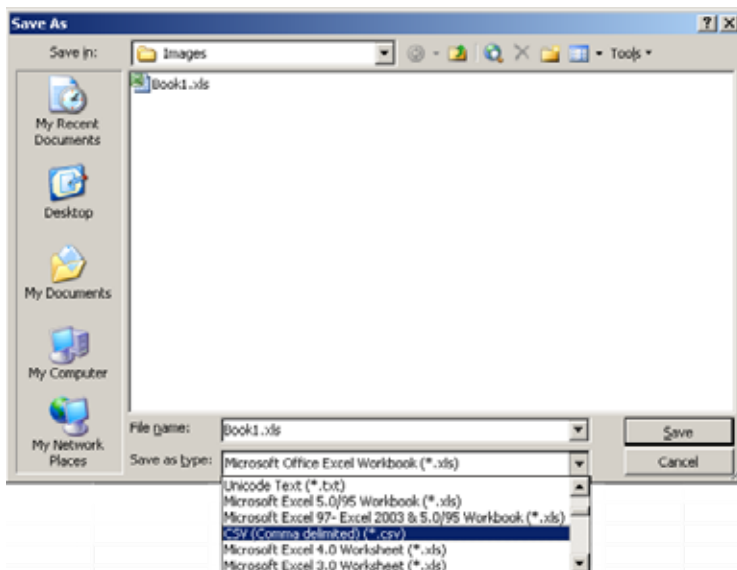 Save As
Save in:
Images
Tools
Book1.xls
My Recent
Documents
Desktop
My Documents
My Computer
My Network
Places
File name:
Book1.xls
Save
Save as type:
Microsoft Office Excel Workbook (*.xls)
Cancel
Unicode Text (*.txt)
Microsoft Excel 5.0/95 Workbook (*.xls)
Microsoft Excel 97- Excel 2003 & 5.0/95 Workbook (*.xls)
CSV (Comma delimited) (*.csv)
Microsoft Excel 4.0 Worksheet (*.xls)
Microsoft Excel 3.0 Worksheet (*.xls)